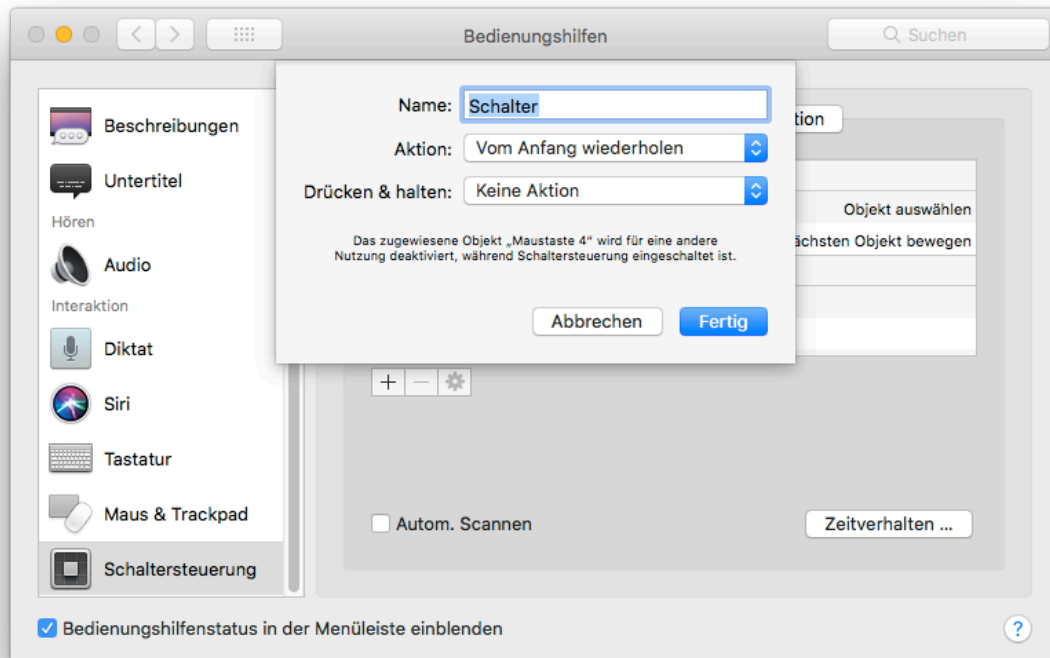 Bedienungshilfen
Suchen
Beschreibungen
Untertitel
Hören
Audio
Interaktion
Diktat
Siri
Tastatur
Maus & Trackpad
Schaltersteuerung
Name: Schalter
Aktion: Vom Anfang wiederholen
Drücken & halten: Keine Aktion
Das zugewiesene Objekt „Maustaste 4“ wird für eine andere
Nutzung deaktiviert, während Schaltersteuerung eingeschaltet ist.
Abbrechen Fertig
Objekt auswählen
Objekt bewegen
Autom. Scannen
Zeitverhalten ...
Bedienungshilfenstatus in der Menüleiste einblenden
?